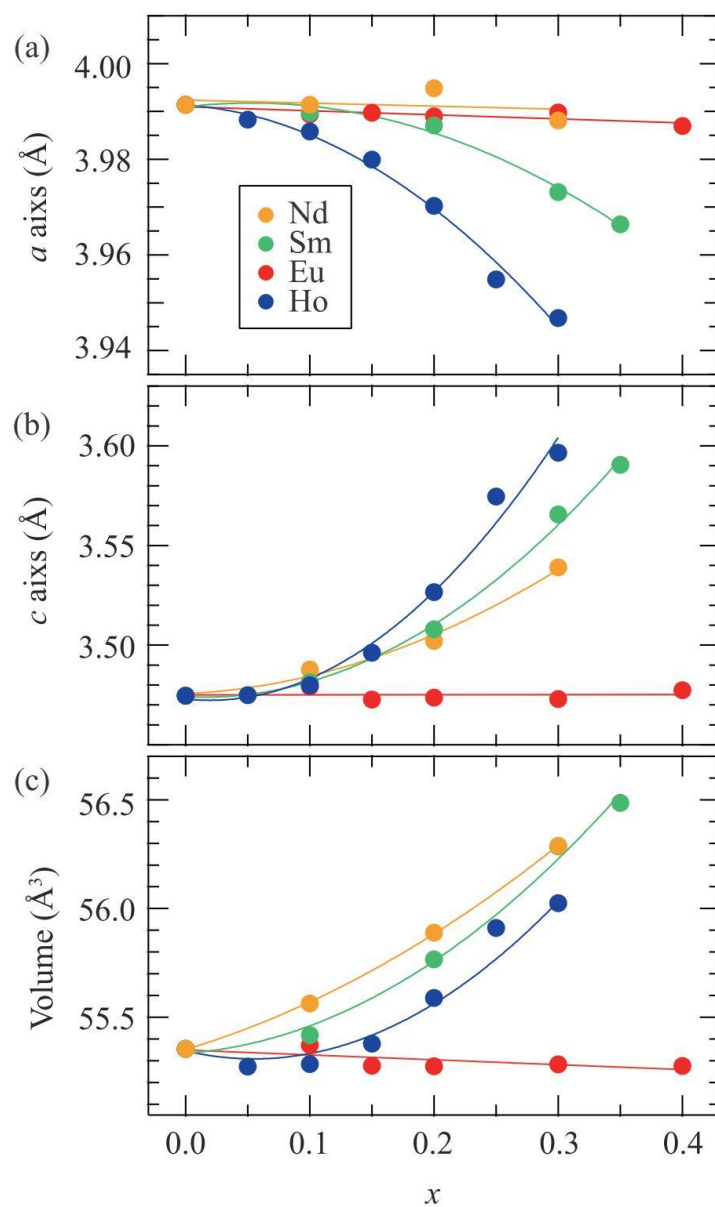 (a)
4.00
3.98
3.96
3.94
a aixs (Å)
Nd
Sm
Eu
Ho
(b)
3.60
3.55
3.50
c aixs (Å)
(c)
56.5
56.0
55.5
Volume (Å³)
0.0 0.1 0.2 0.3 0.4
x